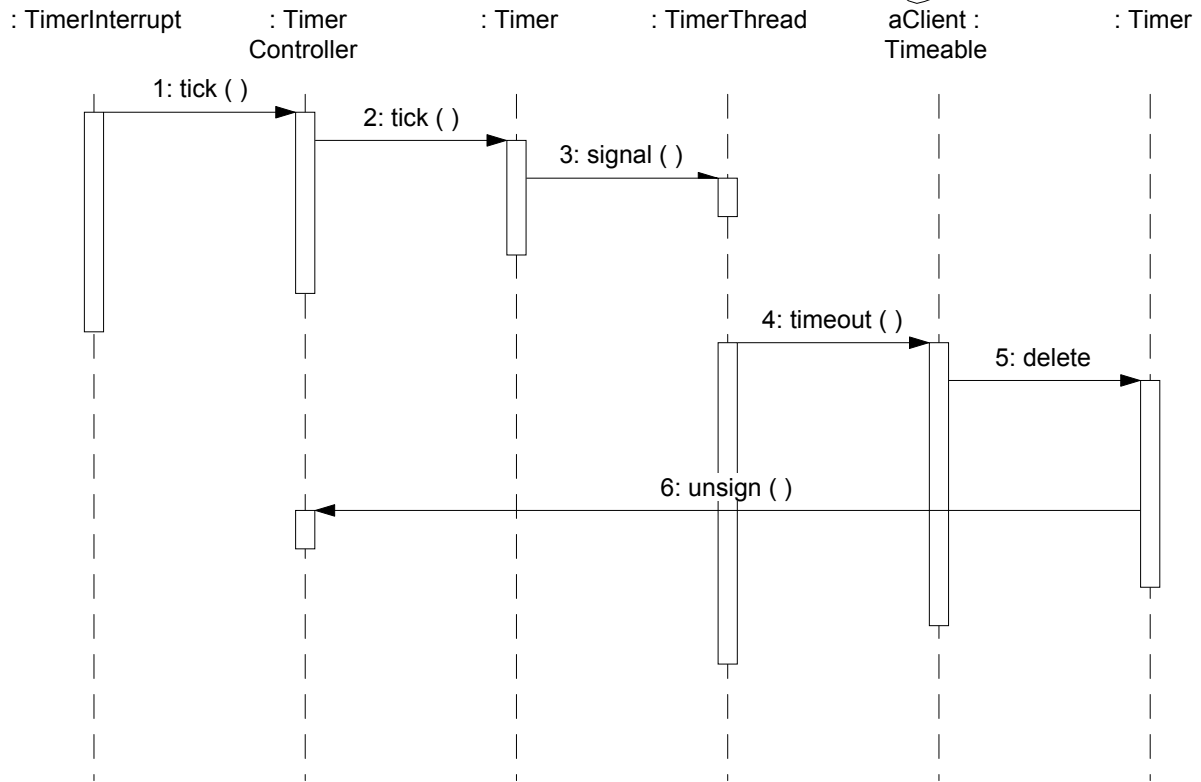 : TimerInterrupt
: Timer
Controller
: Timer
: TimerThread
aClient :
Timeable
: Timer
1: tick ( )
2: tick ( )
3: signal ( )
4: timeout ( )
5: delete
6: unsign ( )